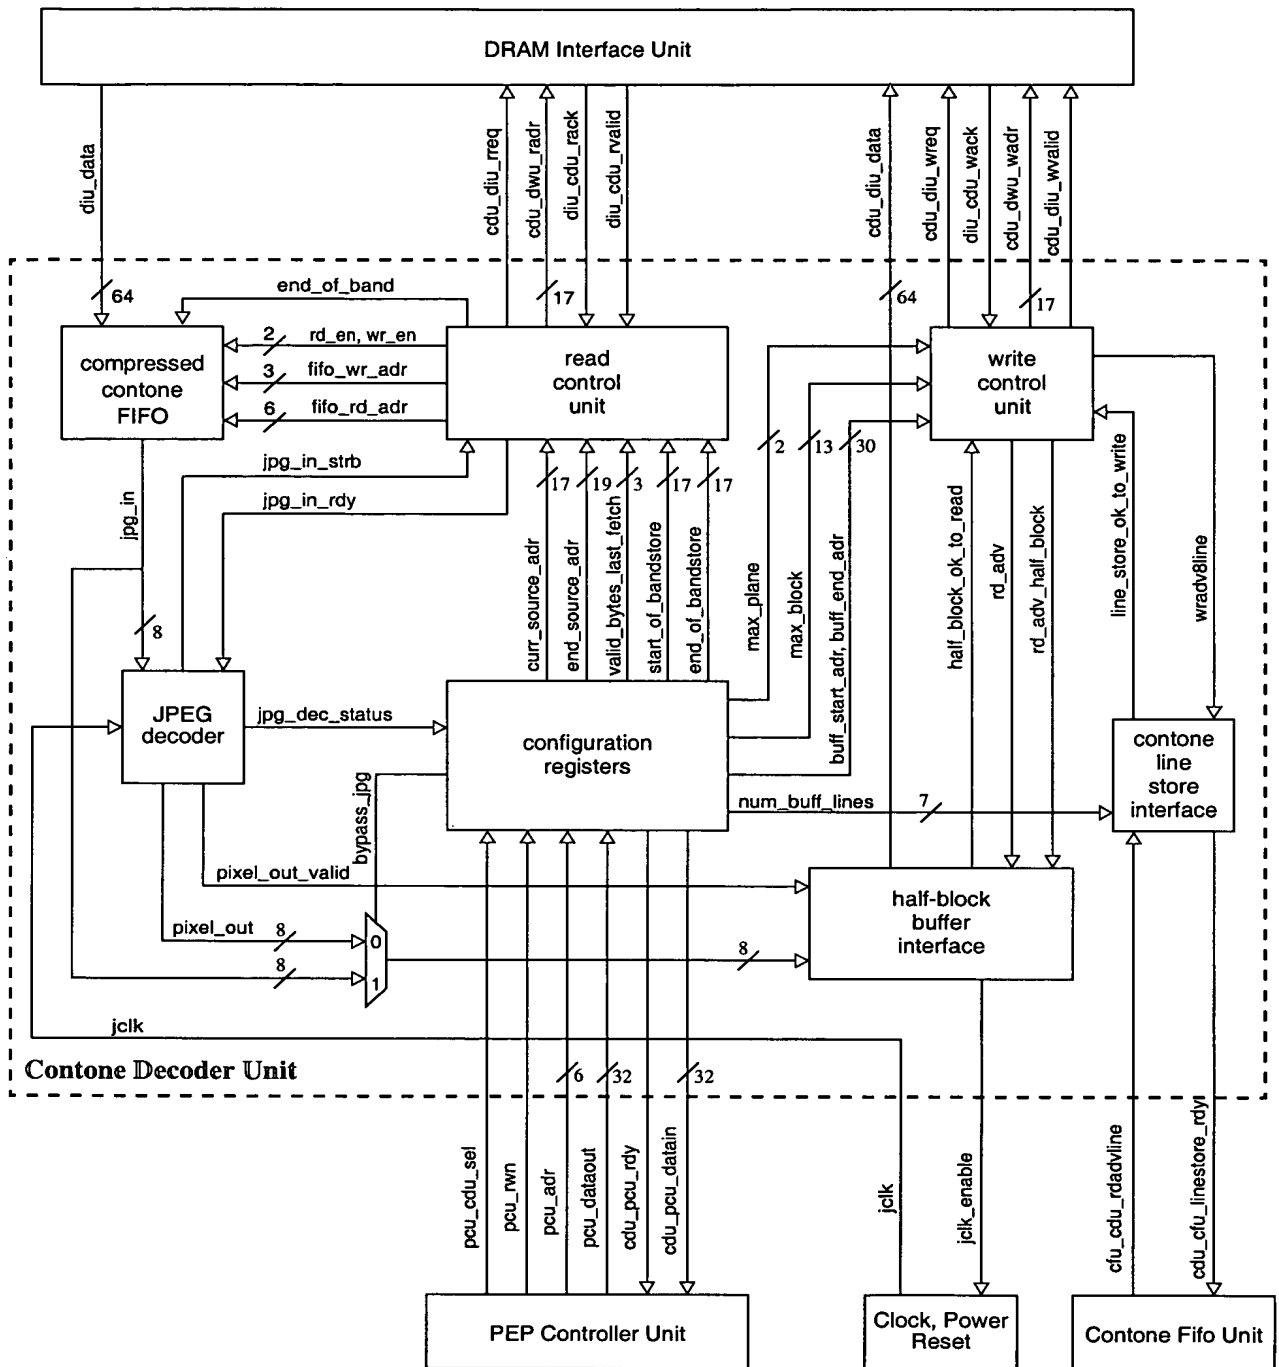 DRAM Interface Unit
diu_data
cdu_diu_rreq
cdu_dwu_radr
diu_cdu_rack
diu_cdu_rvalid
cdu_diu_data
cdu_diu_wreq
diu_cdu_wack
cdu_dwu_wadr
cdu_diu_wvalid
64
17
64
17
end_of_band
compressed
contone
FIFO
2
rd_en, wr_en
3
fifo_wr_adr
6
fifo_rd_adr
read
control
unit
write
control
unit
jpg_in
jpg_in_strb
jpg_in_rdy
8
17
19
3
17
17
curr_source_adr
end_source_adr
valid_bytes_last_fetch
start_of_bandstore
end_of_bandstore
2
13
30
max_plane
max_block
buff_start_adr, buff_end_adr
half_block_ok_to_read
rd_adv
rd_adv_half_block
line_store_ok_to_write
wradv8line
JPEG
decoder
jpg_dec_status
configuration
registers
contone
line
store
interface
bypass_jpg
num_buff_lines
7
pixel_out_valid
pixel_out
8
0
8
1
8
half-block
buffer
interface
jclk
Contone Decoder Unit
6
32
32
pcu_cdu_sel
pcu_rwn
pcu_adr
pcu_dataout
cdu_pcu_rdy
cdu_pcu_datain
jclk
jclk_enable
cfu_cdu_rdadvline
cdu_cfu_linestore_rdy
PEP Controller Unit
Clock, Power
Reset
Contone Fifo Unit